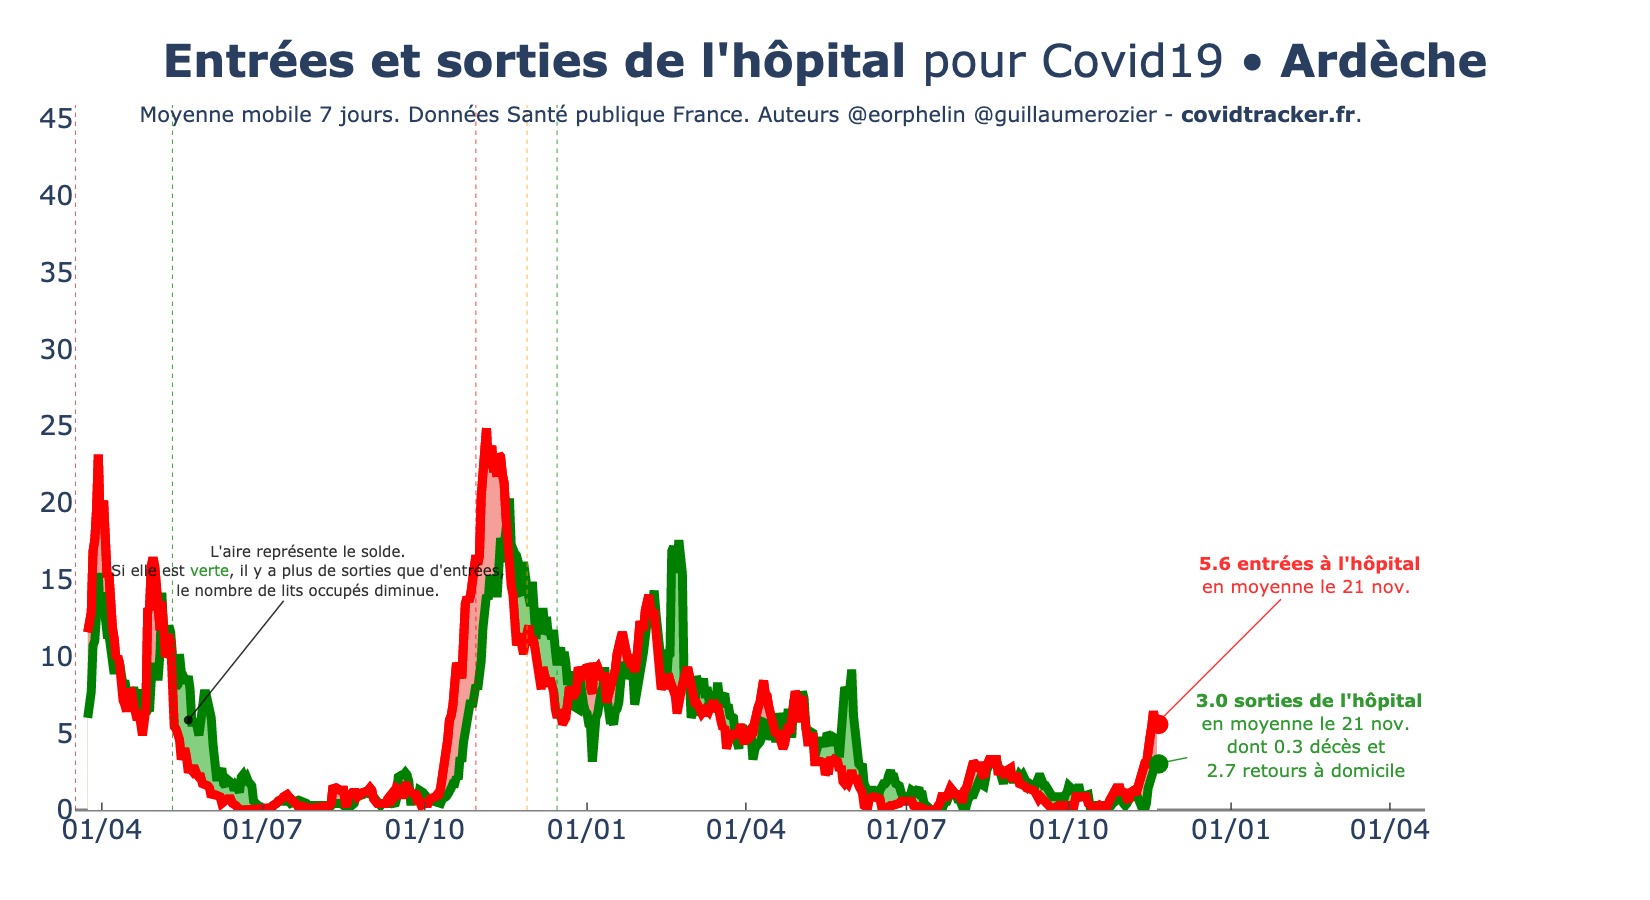 Entrées et sorties de l'hôpital pour Covid19 • Ardèche
Moyenne mobile 7 jours. Données Santé publique France. Auteurs @eorphelin @guillaumerozier - covidtracker.fr.
45
40
35
30
25
20
15
10
5
0
L'aire représente le solde.
Si elle est verte, il y a plus de sorties que d'entrées,
le nombre de lits occupés diminue.
5.6 entrées à l'hôpital
en moyenne le 21 nov.
3.0 sorties de l'hôpital
en moyenne le 21 nov.
dont 0.3 décès et
2.7 retours à domicile
01/04 01/07 01/10 01/01 01/04 01/07 01/10 01/01 01/04